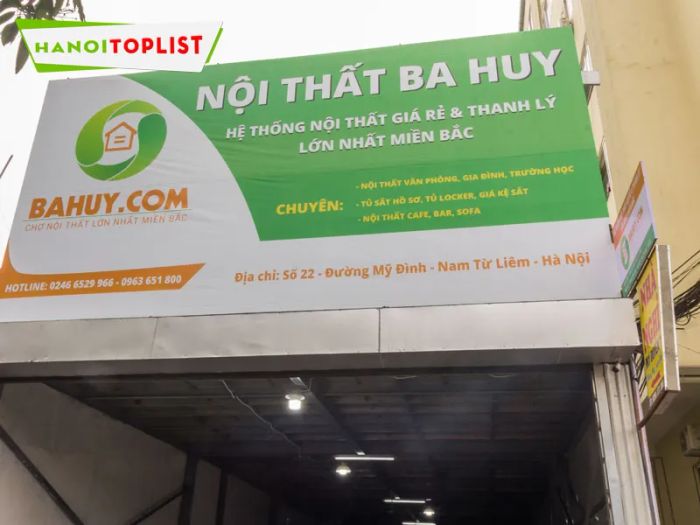 HANOITOPLIST
NỘI THẤT BA HUY
HỆ THỐNG NỘI THẤT GIÁ RẺ & THANH LÝ
LỚN NHẤT MIỀN BẮC
BAHUY.COM
CHỢ NỘI THẤT LỚN NHẤT MIỀN BẮC
CHUYÊN:
- NỘI THẤT VĂN PHÒNG, GIA ĐÌNH, TRƯỜNG HỌC
- TỦ SẮT HỒ SƠ, TỦ LOCKER, GIÁ KỆ SẮT
- NỘI THẤT CAFE, BAR, SOFA
HOTLINE: 0246 6529 966 - 0963 651 800
Địa chỉ: Số 22 - Đường Mỹ Đình - Nam Từ Liêm - Hà Nội